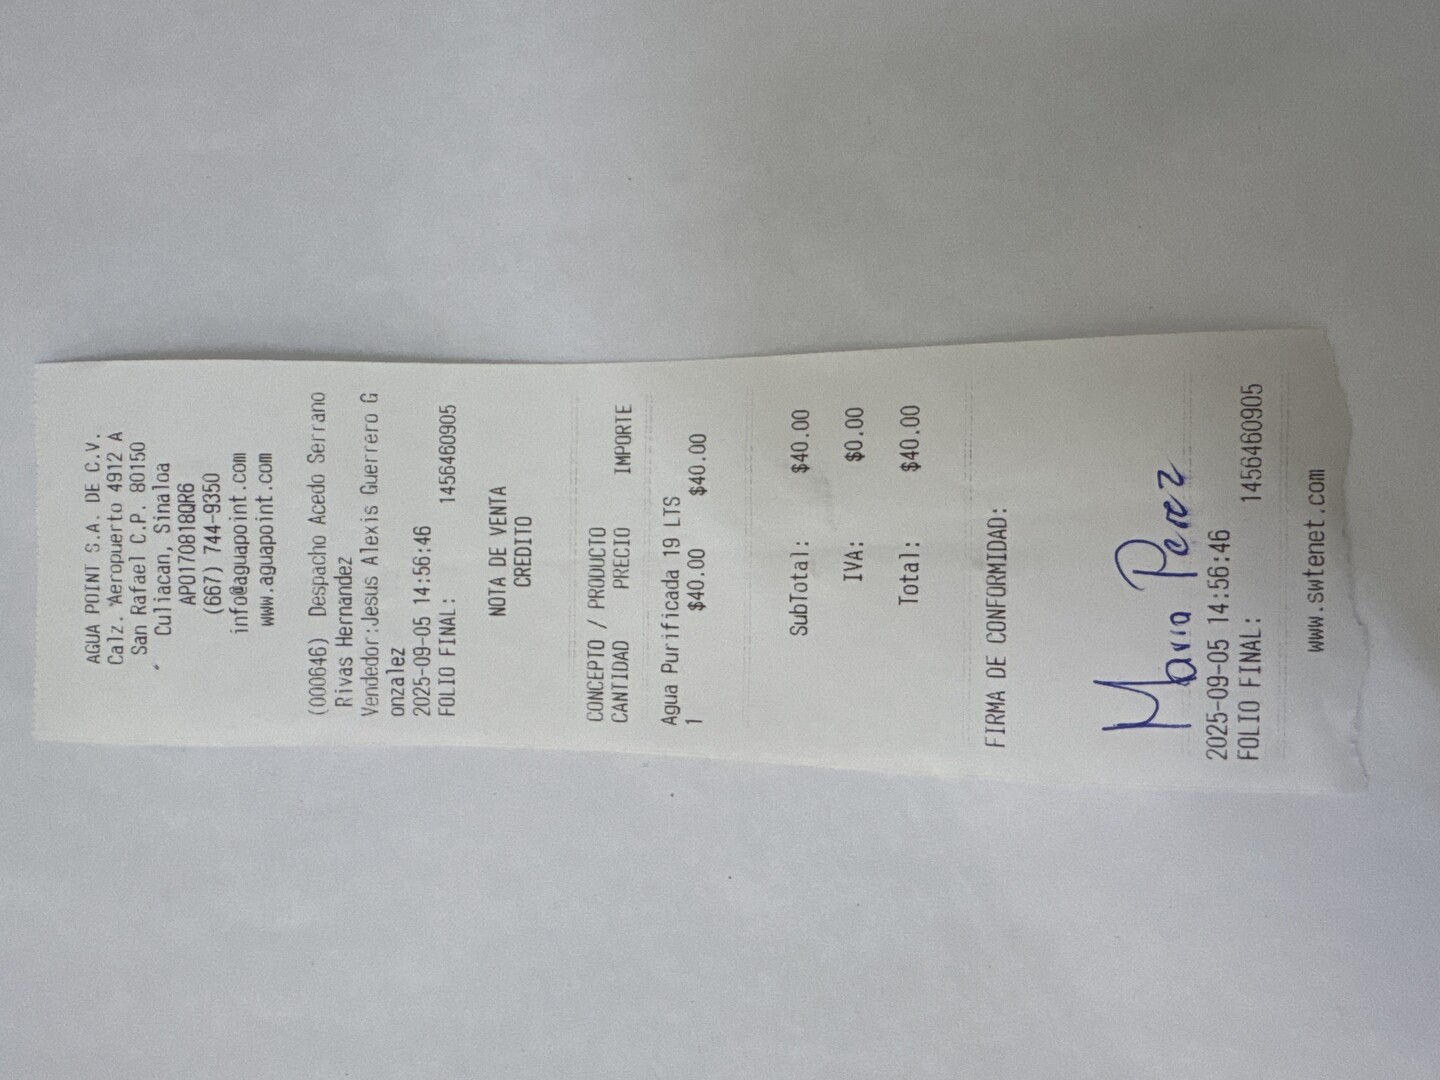 AGUA POINT S.A. DE C.V.
Calz. Aeropuerto 4912 A
San Rafael C.P. 80150
Culiacan, Sinaloa
APO170818QR6
(667) 744-9350
info@aguapoint.com
www.aguapoint.com
(000646) Despacho Acedo Serrano
Rivas Hernandez
Vendedor:Jesus Alexis Guerrero G
onzalez
2025-09-05 14:56:46
FOLIO FINAL: 1456460905
NOTA DE VENTA
CREDITO
CONCEPTO / PRODUCTO
CANTIDAD PRECIO IMPORTE
Agua Purificada 19 LTS
1 $40.00 $40.00
SubTotal: $40.00
IVA: $0.00
Total: $40.00
FIRMA DE CONFORMIDAD:
Maria Perez
2025-09-05 14:56:46
FOLIO FINAL: 1456460905
www.swtenet.com